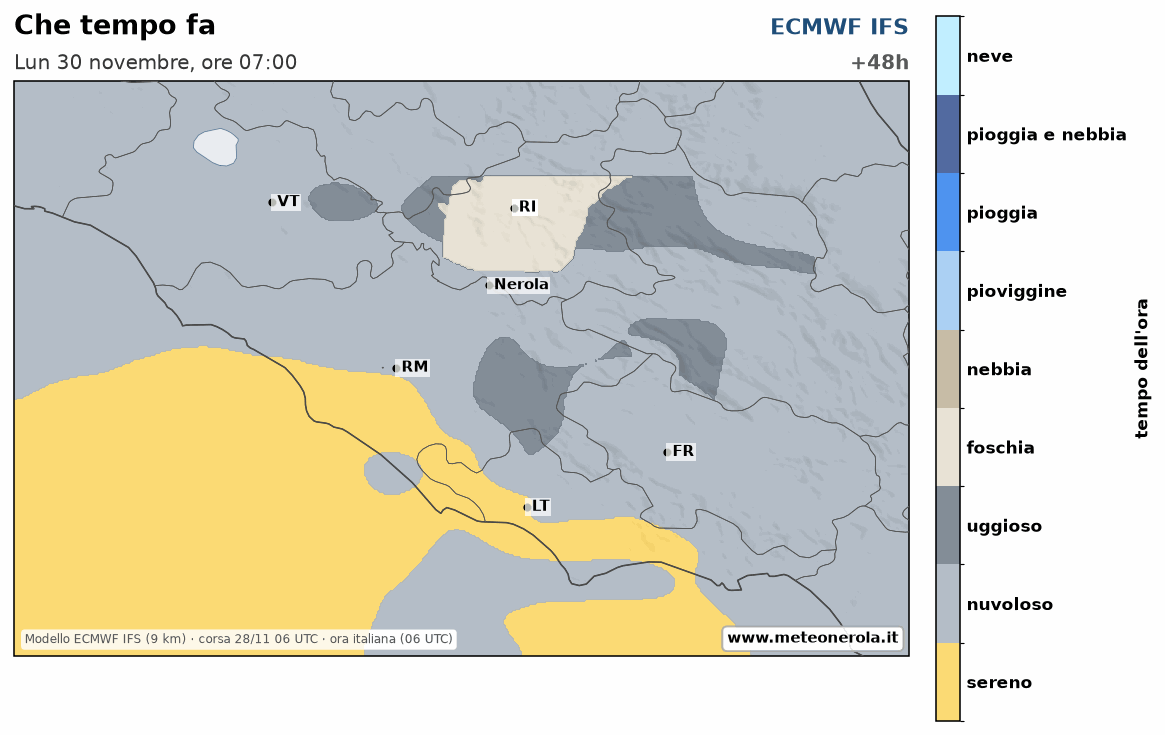 Che tempo fa
ECMWF IFS
Lun 30 novembre, ore 07:00
+48h
neve
pioggia e nebbia
pioggia
pioviggine
nebbia
foschia
uggioso
nuvoloso
sereno
tempo dell'ora
VT
RI
Nerola
RM
FR
LT
Modello ECMWF IFS (9 km) · corsa 28/11 06 UTC · ora italiana (06 UTC)
www.meteonerola.it